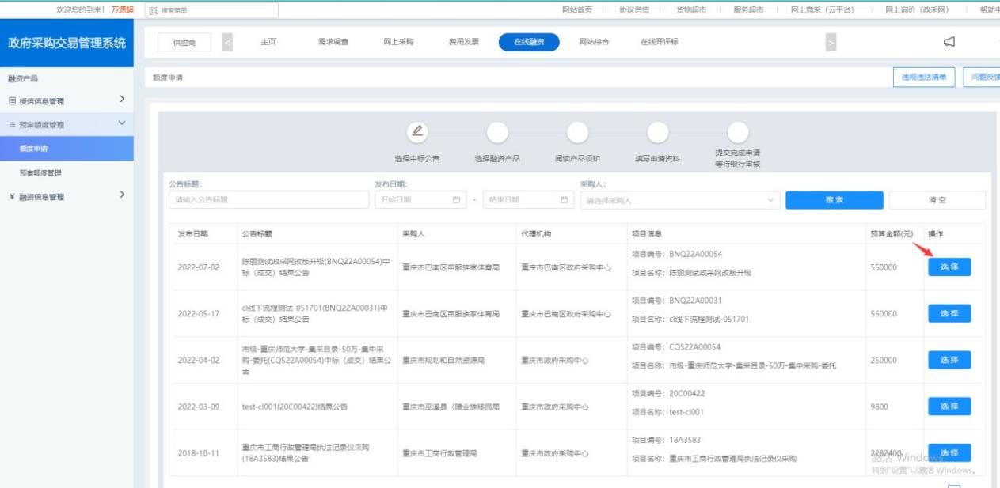 欢迎您的到来! 万源超
搜索菜单
网站首页
协议供货
货物超市
服务超市
网上竞采（云平台）
网上询价（政采网）
帮助中
政府采购交易管理系统
供应商
<
主页
需求调查
网上采购
费用发票
在线融资
网站综合
在线开评标
>
融资产品
授信信息管理
预审额度管理
额度申请
预审额度管理
¥ 融资信息管理
额度申请
违规违法清单
问题反馈
选择中标公告
选择融资产品
阅读产品须知
填写申请资料
提交完成申请
等待银行审核
公告标题:
发布日期:
采购人:
请输入公告标题
开始日期
-
结束日期
请选择采购人
搜 索
清 空
发布日期
公告标题
采购人
代理机构
项目信息
预算金额(元)
操作
2022-07-02
陈丽测试政采网改版升级(BNQ22A00054)中
标（成交）结果公告
重庆市巴南区苗服族家体育局
重庆市巴南区政府采购中心
项目编号: BNQ22A00054
项目名称: 陈丽测试政采网改版升级
550000
选 择
2022-05-17
cl线下流程测试-051701(BNQ22A00031)中
标（成交）结果公告
重庆市巴南区苗服族家体育局
重庆市巴南区政府采购中心
项目编号: BNQ22A00031
项目名称: cl线下流程测试-051701
550000
选 择
2022-04-02
市级-重庆师范大学-集采目录-50万-集中采
购-委托(CQS22A00054)中标（成交）结果公
告
重庆市规划和自然资源局
重庆市政府采购中心
项目编号: CQS22A00054
项目名称: 市级-重庆师范大学-集采目录-50万-集中采购-委托
250000
选 择
2022-03-09
test-cl001(20C00422)结果公告
重庆市巫溪县（障业族移民局
重庆市政府采购中心
项目编号: 20C00422
项目名称: test-cl001
9800
选 择
2018-10-11
重庆市工商行政管理局执法记录仪采购
(18A3583)结果公告
重庆市工商行政管理局
重庆市政府采购中心
项目编号: 18A3583
项目名称: 重庆市工商行政管理局执法记录仪采购
2282400
选 择
激活 Windows
转到"设置"以激活 Windows。